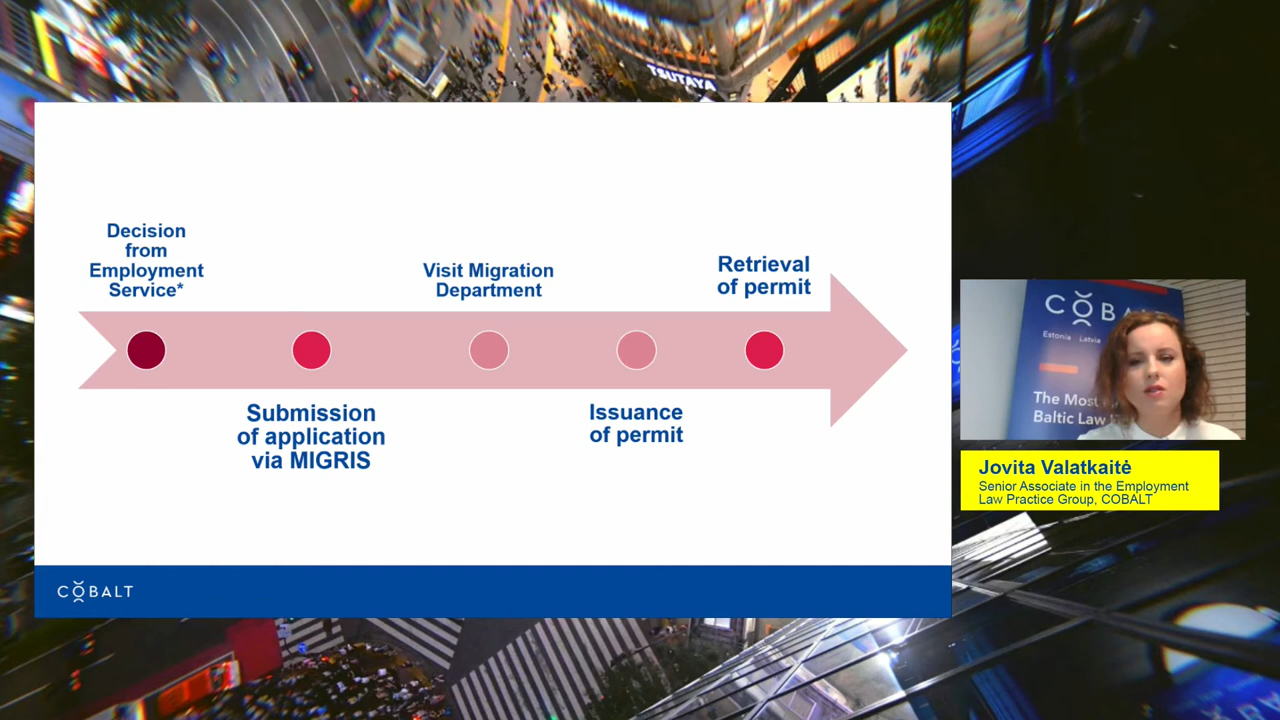 TSUTAYA
Decision
from
Employment
Service*
Submission
of application
via MIGRIS
Visit Migration
Department
Issuance
of permit
Retrieval
of permit
COBALT
COBA
Estonia Latvia
The Most
Baltic Law
Jovita Valatkaitė
Senior Associate in the Employment
Law Practice Group, COBALT